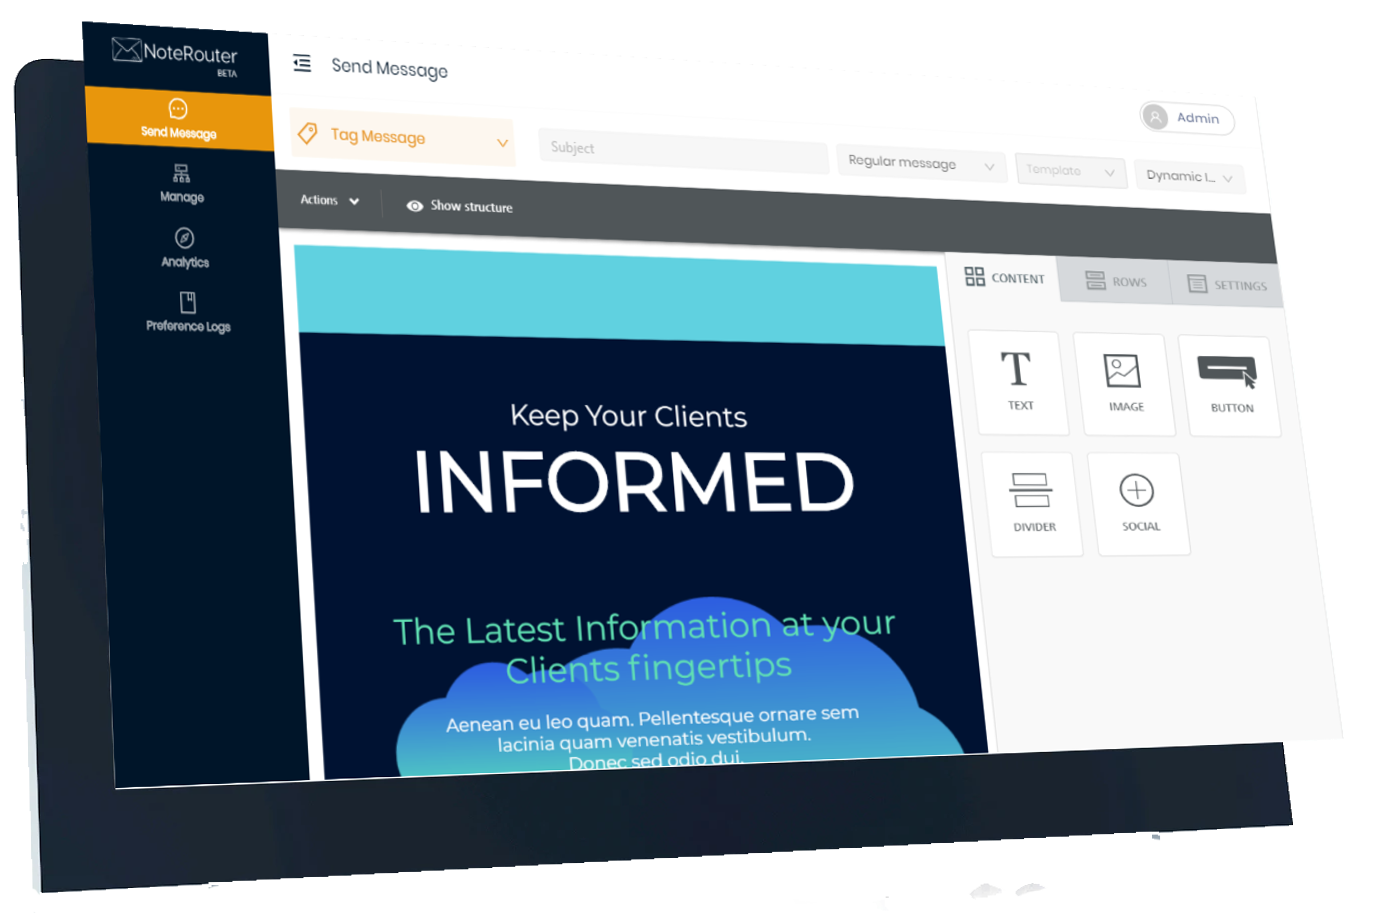 NoteRouter
BETA
Send Message
Manage
Analytics
Preference Logs
Send Message
Admin
Tag Message
Subject
Regular message
Template
Dynamic I...
Actions
Show structure
Keep Your Clients
INFORMED
The Latest Information at your
Clients fingertips
Aenean eu leo quam. Pellentesque ornare sem
lacinia quam venenatis vestibulum.
Donec sed odio dui.
CONTENT
ROWS
SETTINGS
TEXT
IMAGE
BUTTON
DIVIDER
SOCIAL